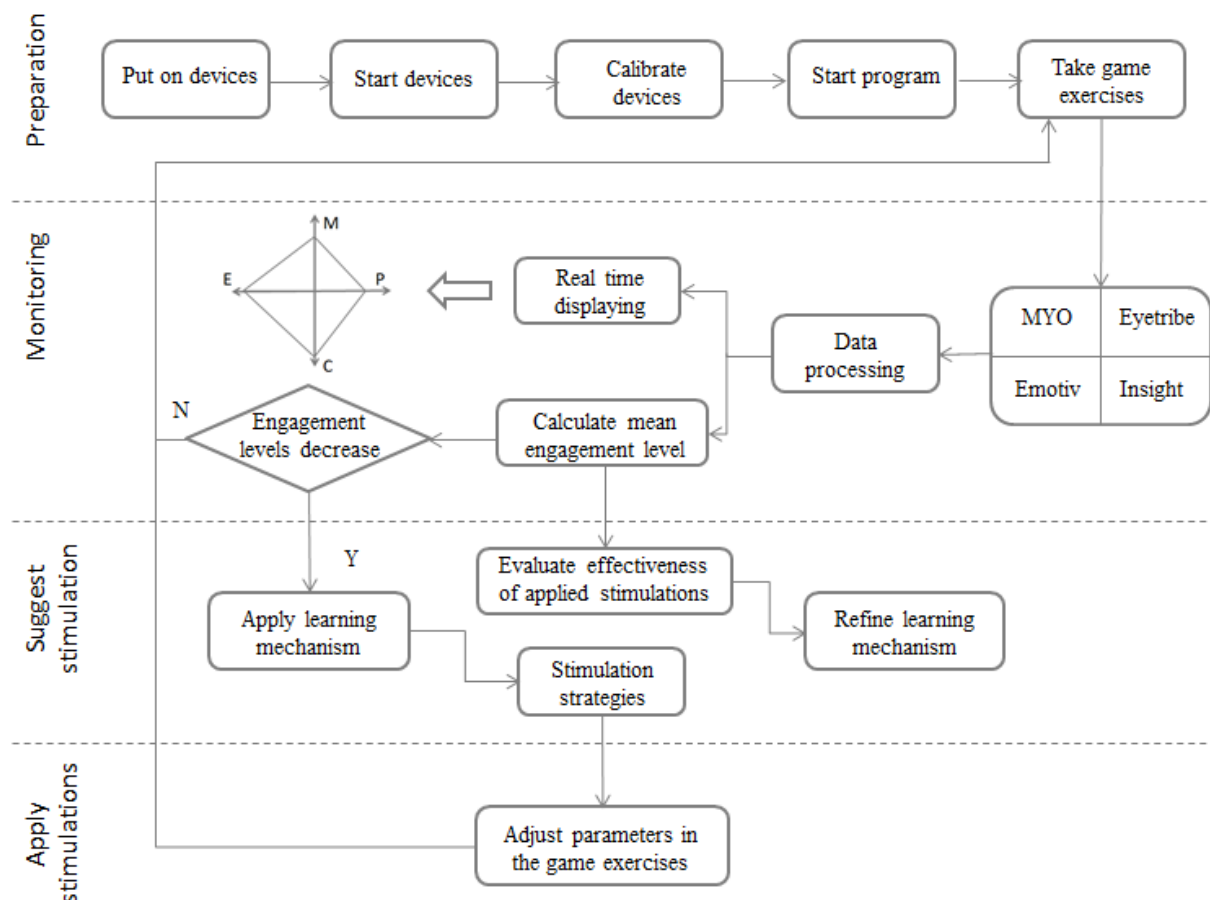 Preparation
Put on devices
Start devices
Calibrate
devices
Start program
Take game
exercises
Monitoring
M
E
P
C
Real time
displaying
Data
processing
MYO
Eyetribe
Emotiv
Insight
N
Engagement
levels decrease
Calculate mean
engagement level
Suggest
stimulation
Y
Evaluate effectiveness
of applied stimulations
Apply learning
mechanism
Refine learning
mechanism
Stimulation
strategies
Apply
stimulations
Adjust parameters in
the game exercises